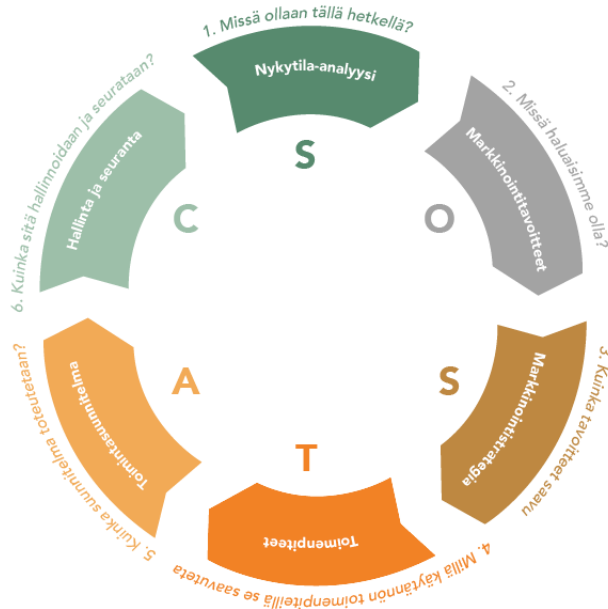 1. Missä ollaan tällä hetkellä?
Nykytila-analyysi
S
2. Missä haluaisimme olla?
Markkinointitavoitteet
O
3. Kuinka tavoitteet saavu
Markkinointistrategia
S
4. Millä käytännön toimenpiteillä se saavuteta
Toimenpiteet
T
5. Kuinka suunnitelma toteutetaan?
Toimintasuunnitelma
A
6. Kuinka sitä hallinnoidaan ja seurataan?
Hallinta ja seuranta
C